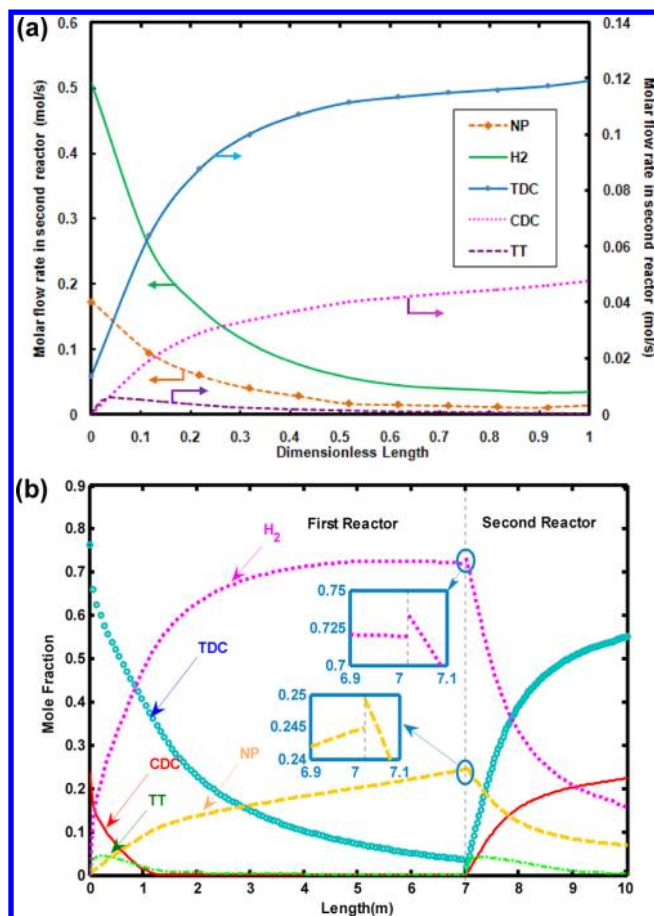 (a)
0.6
0.5
0.4
0.3
0.2
0.1
0
Molar flow rate in second reactor (mol/s)
0.14
0.12
0.1
0.08
0.06
0.04
0.02
0
Molar flow rate in second reactor (mol/s)
NP
H2
TDC
CDC
TT
0 0.1 0.2 0.3 0.4 0.5 0.6 0.7 0.8 0.9 1
Dimensionless Length
(b)
0.9
0.8
0.7
0.6
0.5
0.4
0.3
0.2
0.1
0
Mole Fraction
First Reactor
Second Reactor
H2
TDC
NP
CDC
TT
0.75
0.725
0.7
6.9 7 7.1
0.25
0.245
0.24
6.9 7 7.1
0 1 2 3 4 5 6 7 8 9 10
Length(m)